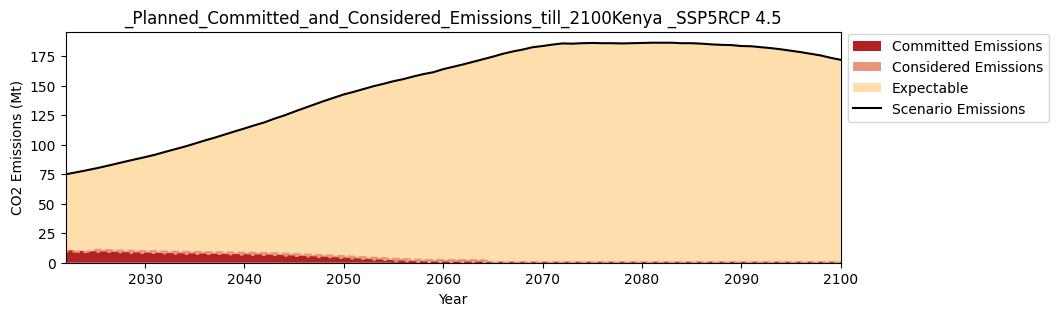 _Planned_Committed_and_Considered_Emissions_till_2100Kenya _SSP5RCP 4.5
CO2 Emissions (Mt)
175
150
125
100
75
50
25
0
2030 2040 2050 2060 2070 2080 2090 2100
Year
Committed Emissions
Considered Emissions
Expectable
Scenario Emissions